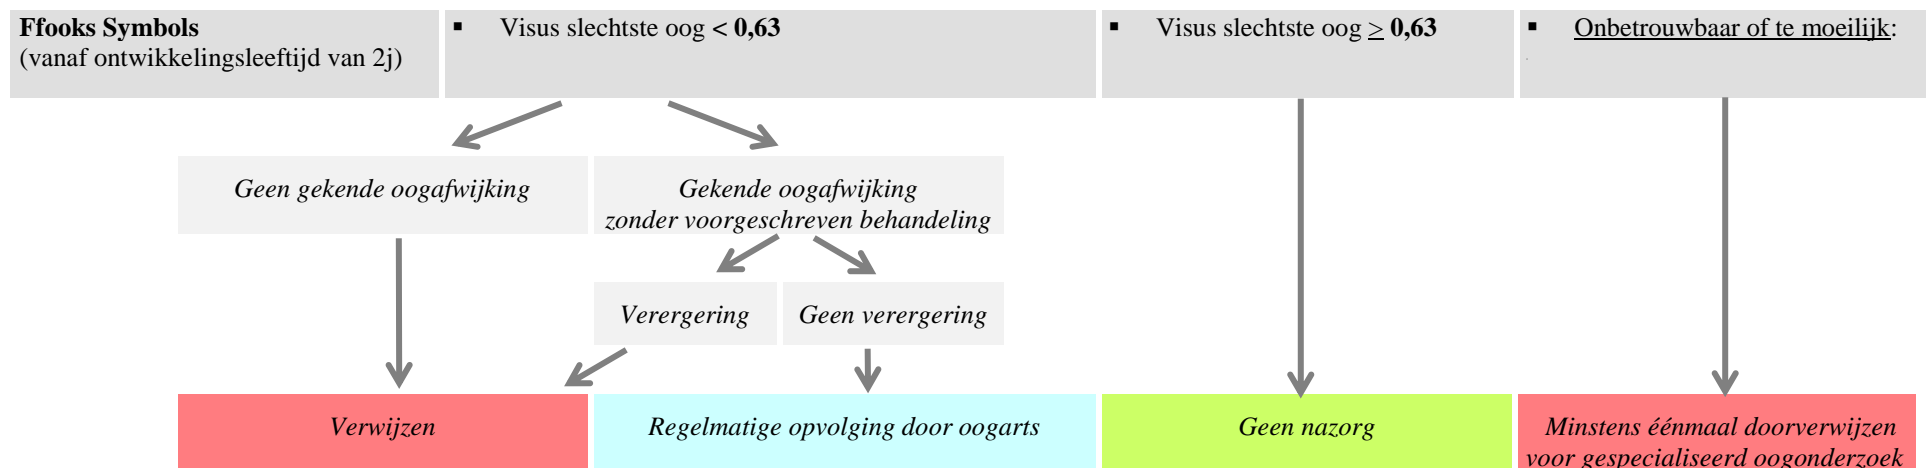 Ffooks Symbols
(vanaf ontwikkelingsleeftijd van 2j)
▪ Visus slechtste oog < 0,63
▪ Visus slechtste oog ≥ 0,63
▪ Onbetrouwbaar of te moeilijk:
Geen gekende oogafwijking
Gekende oogafwijking
zonder voorgeschreven behandeling
Verergering
Geen verergering
Verwijzen
Regelmatige opvolging door oogarts
Geen nazorg
Minstens éénmaal doorverwijzen
voor gespecialiseerd oogonderzoek